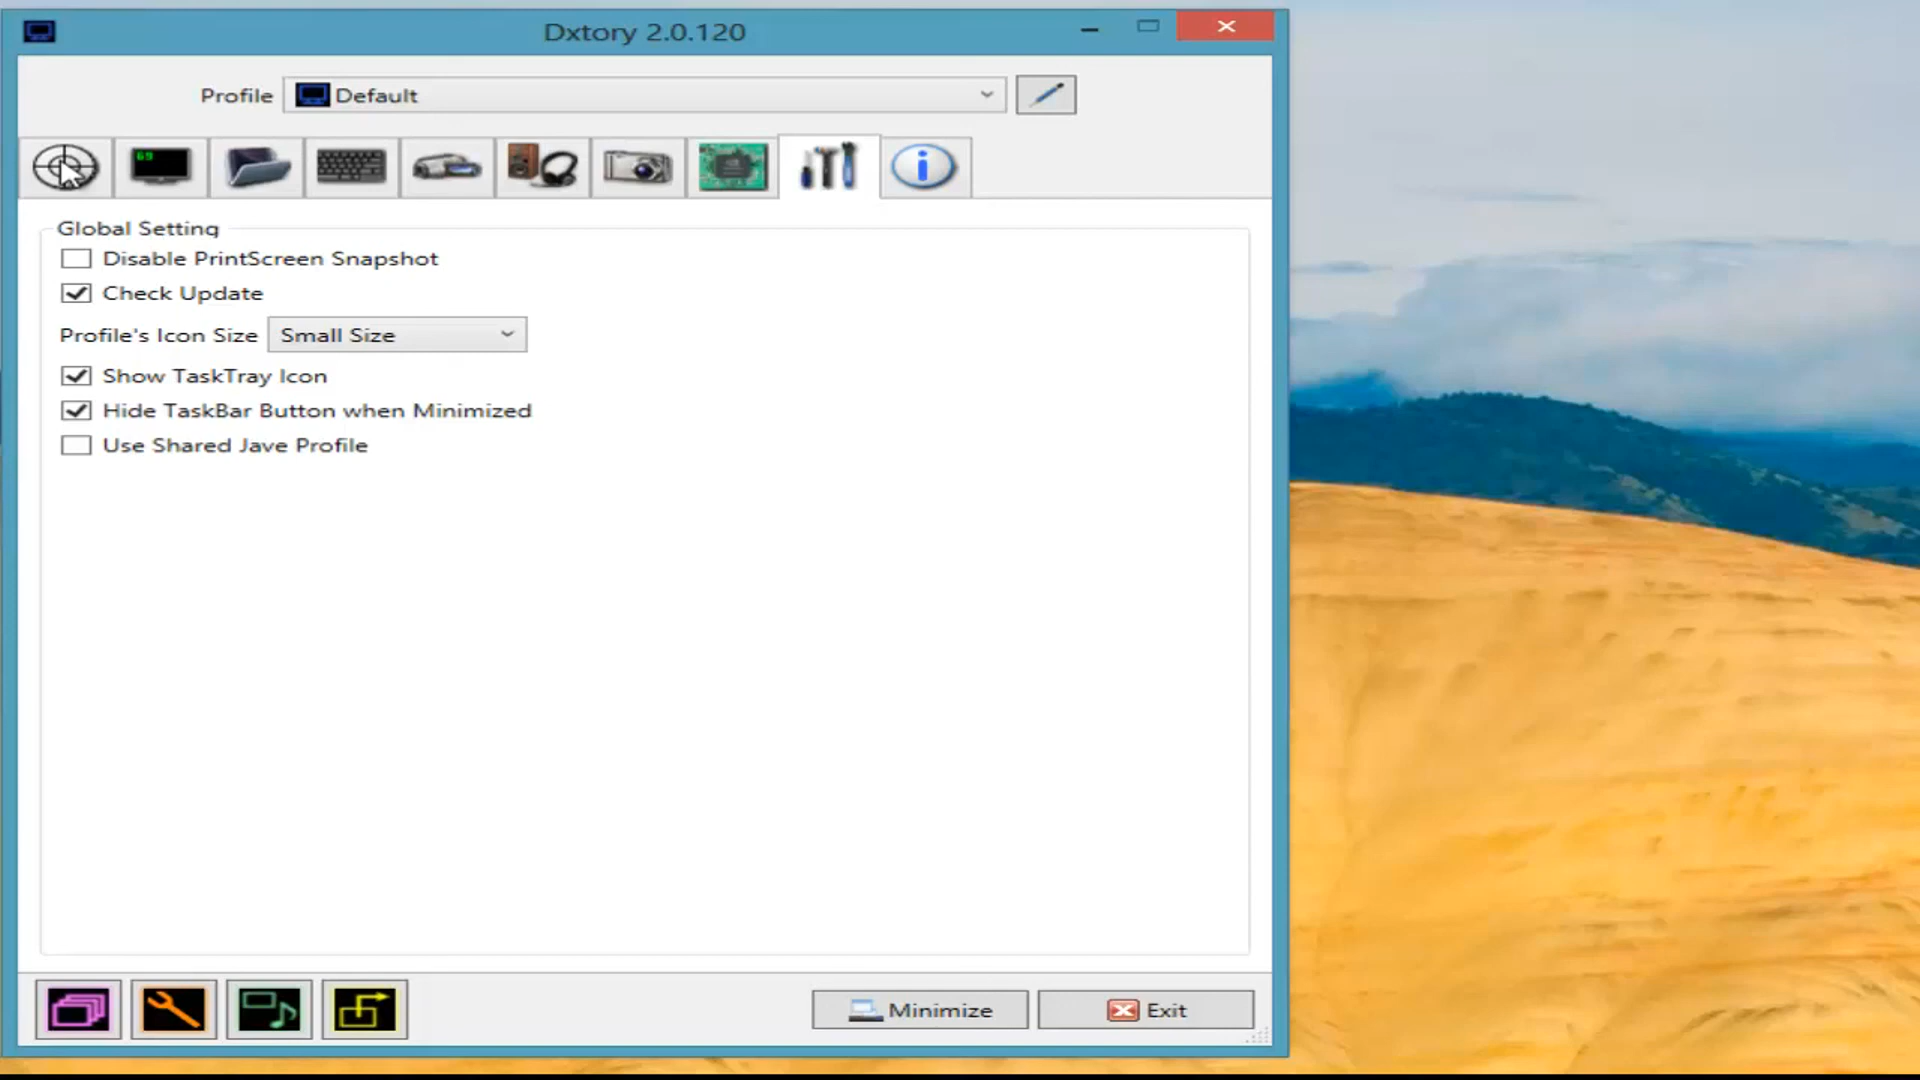 Dxtory 2.0.120
Profile
Default
69
Global Setting
Disable PrintScreen Snapshot
Check Update
Profile's Icon Size
Small Size
Show TaskTray Icon
Hide TaskBar Button when Minimized
Use Shared Jave Profile
Minimize
Exit